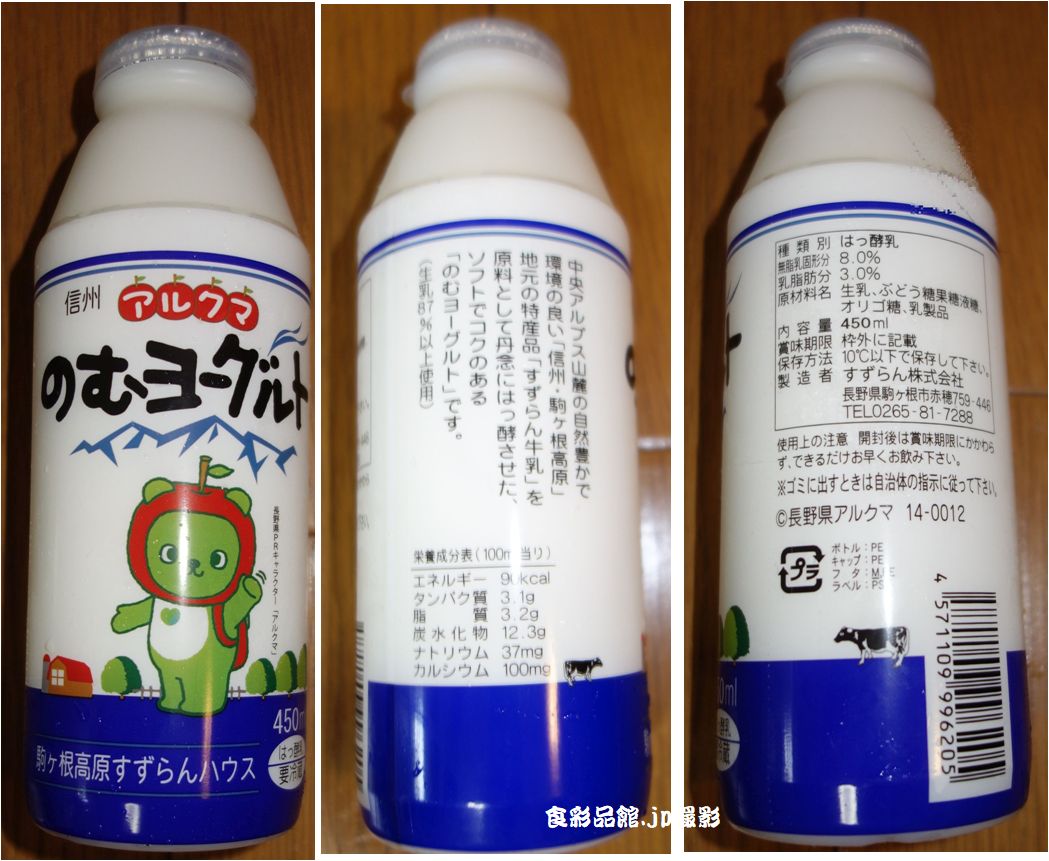 信州 アルクマ
のむヨーグルト
長野県PRキャラクター「アルクマ」
450ml
はっ酵乳
要冷蔵
駒ヶ根高原すずらんハウス
中央アルプス山麓の自然豊かで
環境の良い「信州・駒ヶ根高原」
地元の特産品「すずらん牛乳」を
原料として丹念にはっ酵させた、
ソフトでコクのある
「のむヨーグルト」です。
(生乳87%以上使用)
栄養成分表(100ml当り)
エネルギー 90kcal
タンパク質 3.1g
脂質 3.2g
炭水化物 12.3g
ナトリウム 37mg
カルシウム 100mg
種類別 はっ酵乳
無脂乳固形分 8.0%
乳脂肪分 3.0%
原材料名 生乳、ぶどう糖果糖液糖、
オリゴ糖、乳製品
内容量 450ml
賞味期限 枠外に記載
保存方法 10℃以下で保存して下さい。
製造者 すずらん株式会社
長野県駒ヶ根市赤穂759-446
TEL0265-81-7288
使用上の注意 開封後は賞味期限にかかわら
ず、できるだけお早くお飲み下さい。
※ゴミに出すときは自治体の指示に従って下さい。
©長野県アルクマ 14-0012
プラ
ボトル:PE
キャップ:PE
フタ:
ラベル:PS
4571109996205
食彩品館.jp撮影